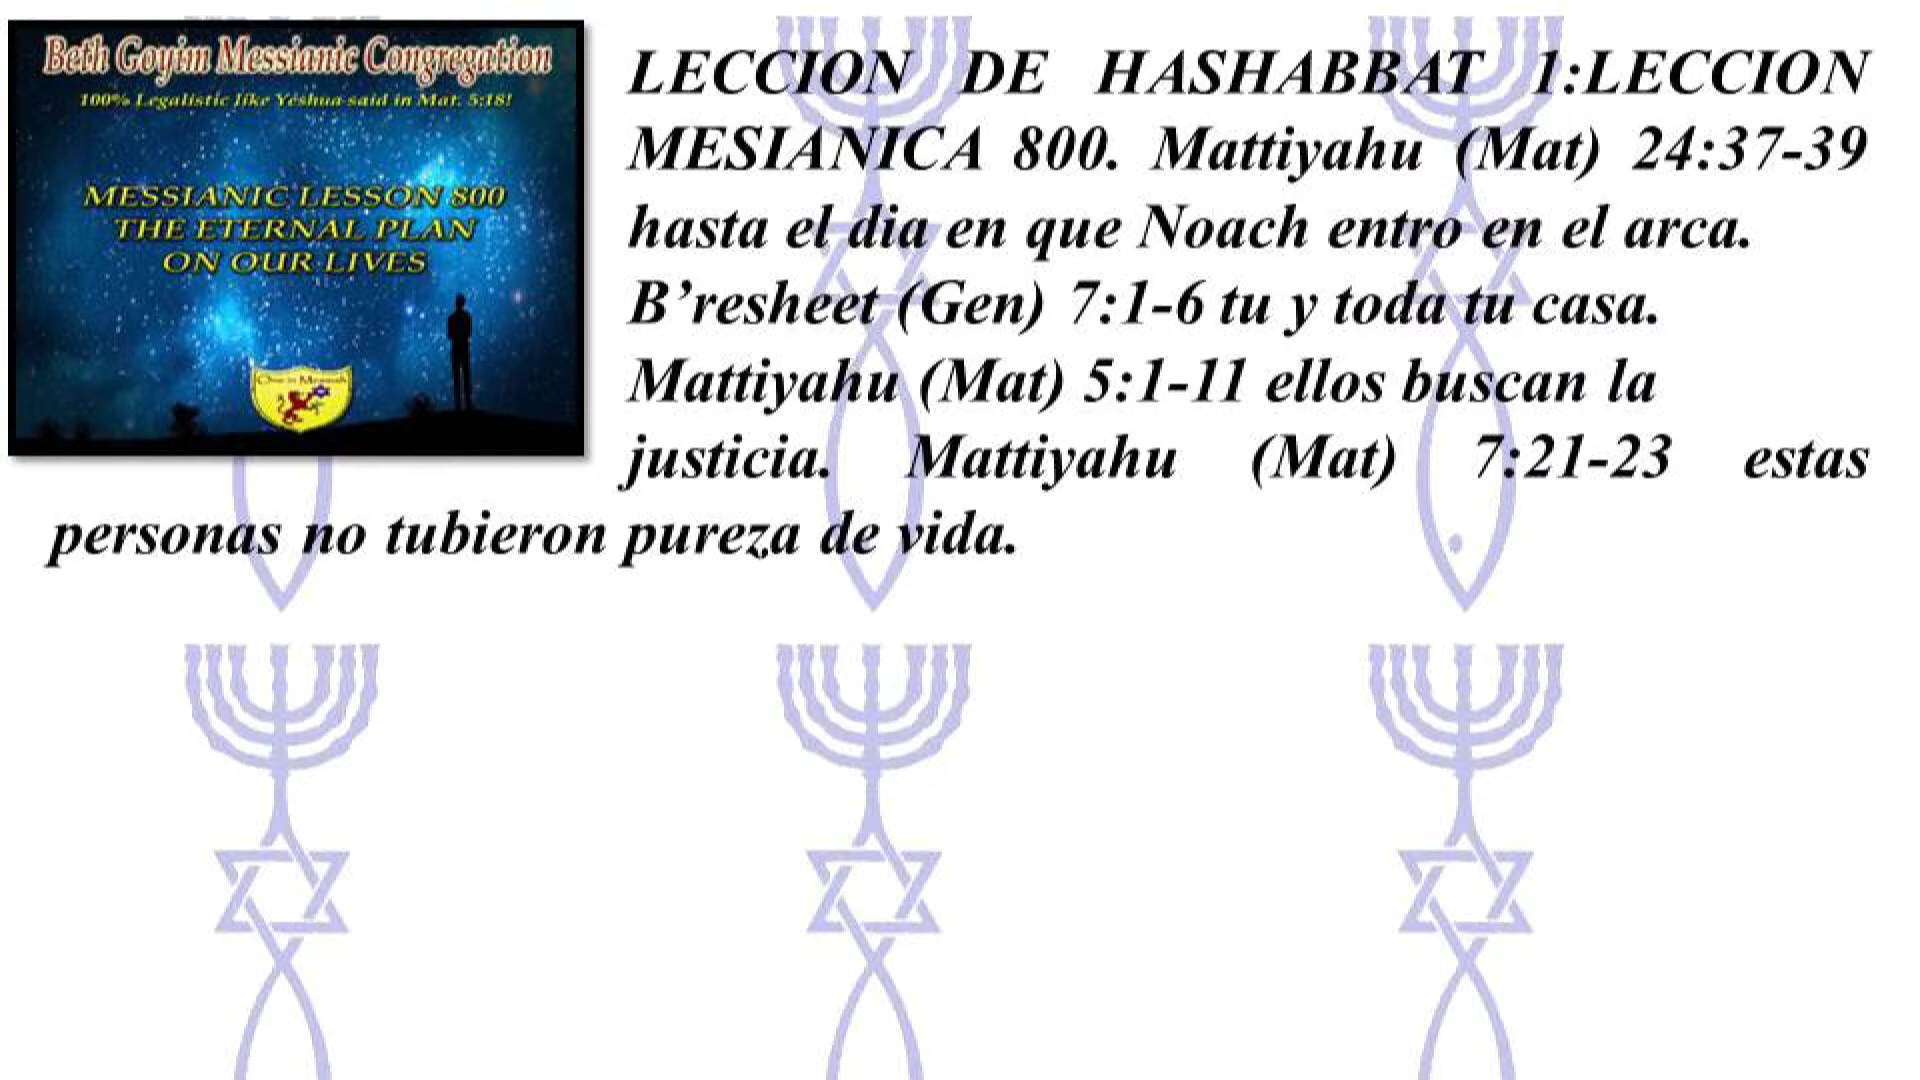 Beth Goyim Messianic Congregation
100% Legalistic like Yeshua said in Mat. 5:18!
MESSIANIC LESSON 800
THE ETERNAL PLAN
ON OUR LIVES
One in Messiah
LECCION DE HASHABBAT 1:LECCION
MESIANICA 800. Mattiyahu (Mat) 24:37-39
hasta el dia en que Noach entro en el arca.
B’resheet (Gen) 7:1-6 tu y toda tu casa.
Mattiyahu (Mat) 5:1-11 ellos buscan la
justicia. Mattiyahu (Mat) 7:21-23 estas
personas no tubieron pureza de vida.